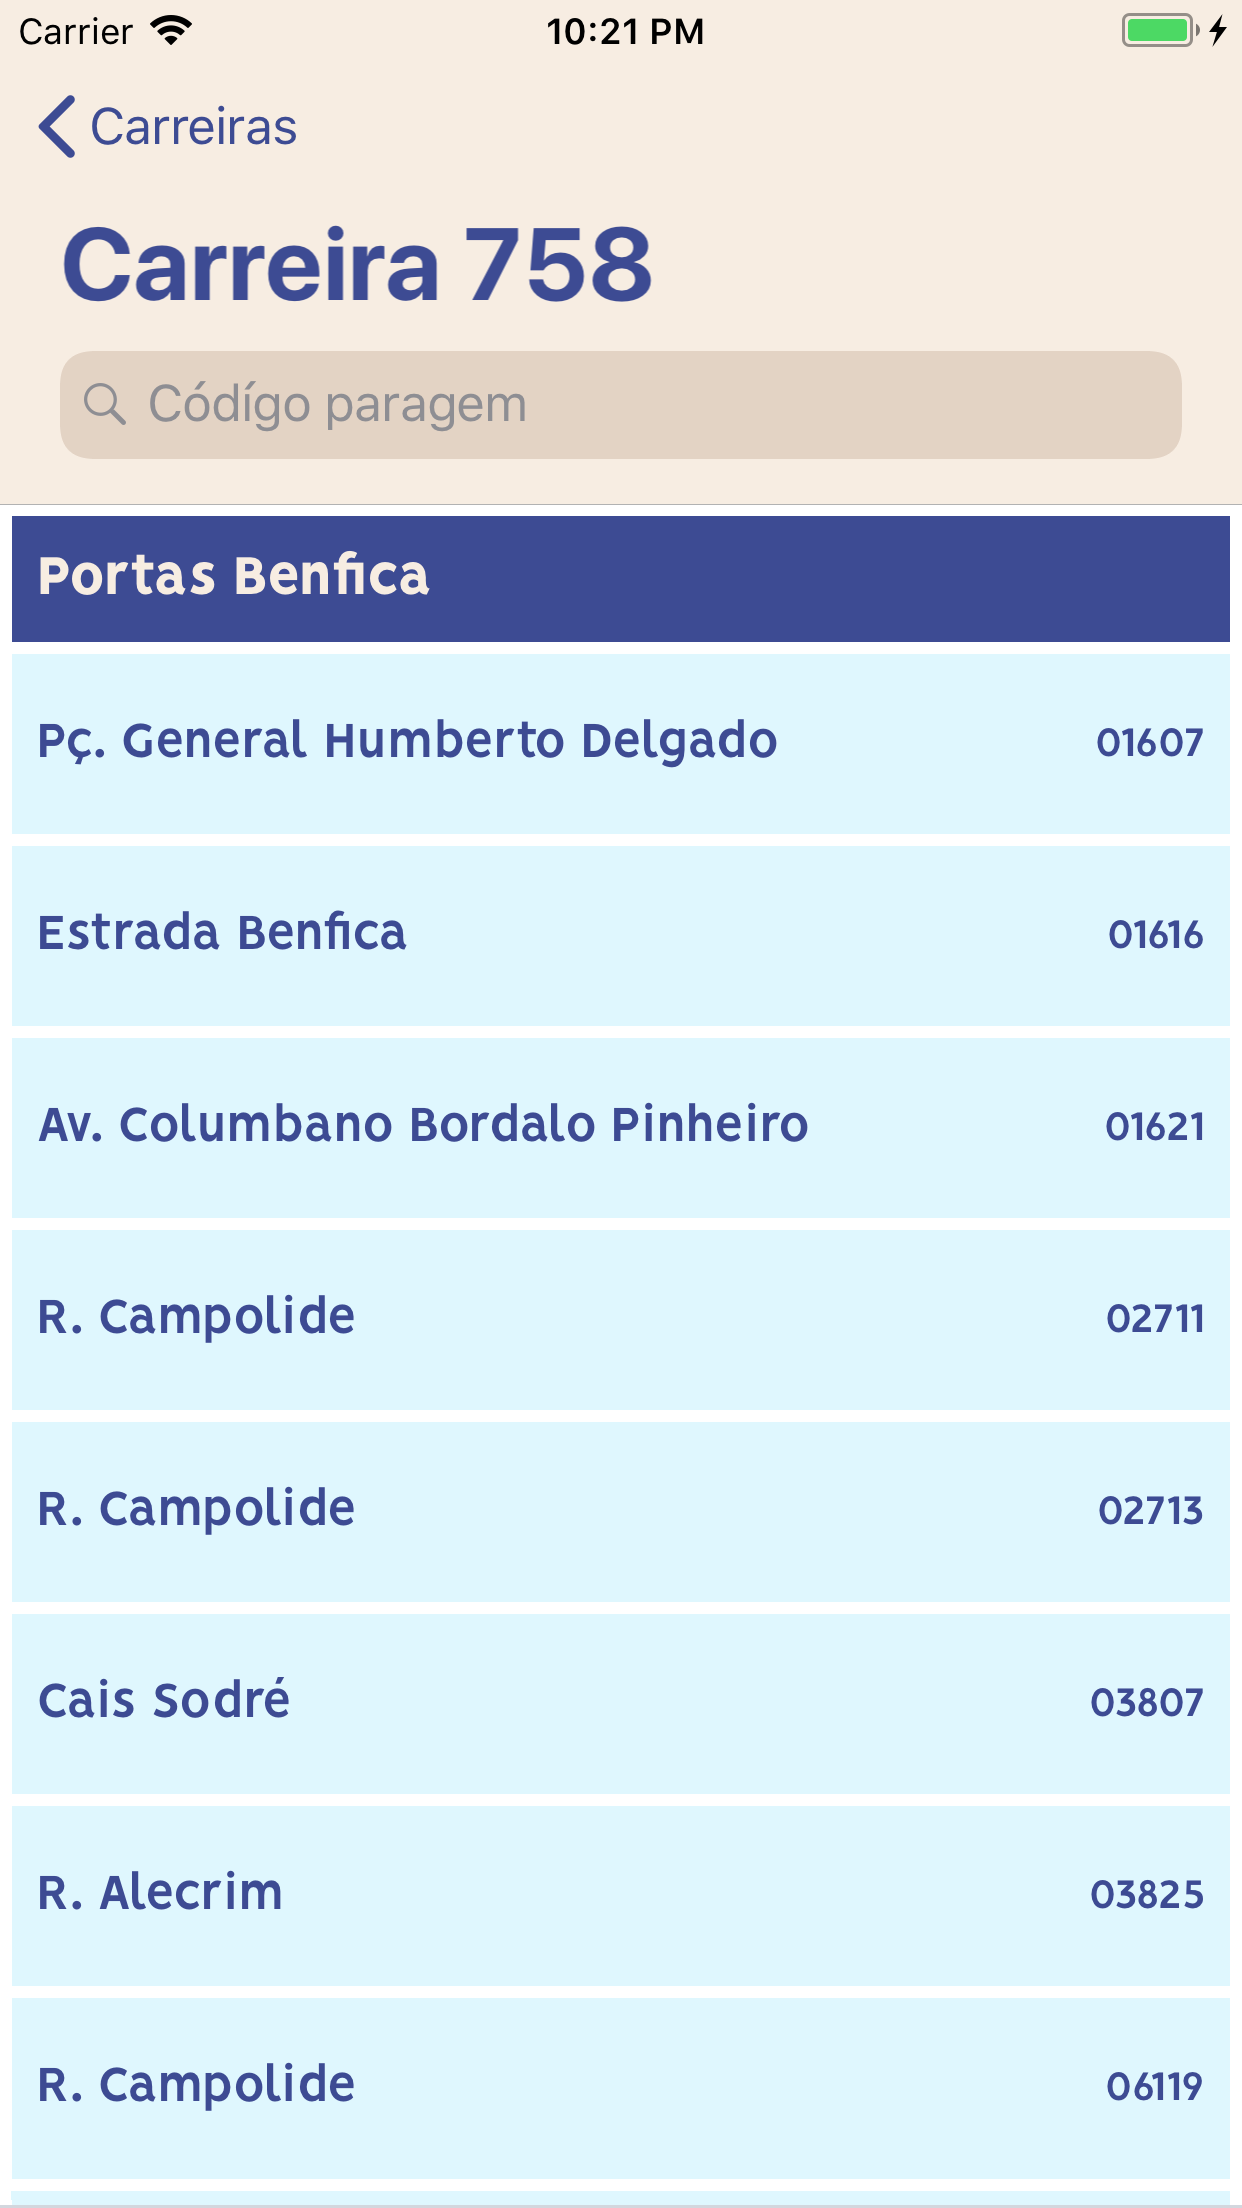 Carrier
10:21 PM
Carreiras
Carreira 758
Códígo paragem
Portas Benfica
Pç. General Humberto Delgado 01607
Estrada Benfica 01616
Av. Columbano Bordalo Pinheiro 01621
R. Campolide 02711
R. Campolide 02713
Cais Sodré 03807
R. Alecrim 03825
R. Campolide 06119